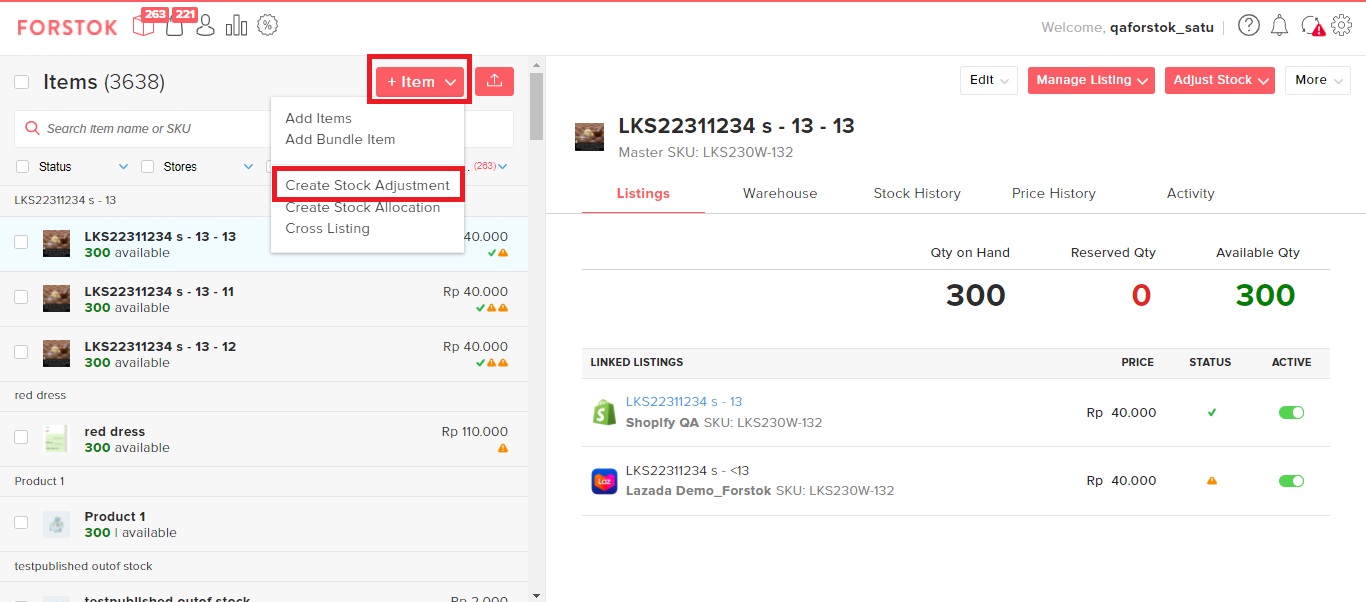 FORSTOK
263
221
Welcome, qaforstok_satu
Items (3638)
+ Item
Search Item name or SKU
Status
Stores
(263)
Add Items
Add Bundle Item
Create Stock Adjustment
Create Stock Allocation
Cross Listing
LKS22311234 s - 13
LKS22311234 s - 13 - 13
40.000
300 available
LKS22311234 s - 13 - 11
Rp 40.000
300 available
LKS22311234 s - 13 - 12
Rp 40.000
300 available
red dress
red dress
Rp 110.000
300 available
Product 1
Product 1
300 | available
testpublished outof stock
testpublished outof stock
Rp 2.000
Edit
Manage Listing
Adjust Stock
More
LKS22311234 s - 13 - 13
Master SKU: LKS230W-132
Listings Warehouse Stock History Price History Activity
Qty on Hand Reserved Qty Available Qty
300 0 300
LINKED LISTINGS PRICE STATUS ACTIVE
LKS22311234 s - 13
Shopify QA SKU: LKS230W-132
Rp 40.000
LKS22311234 s - <13
Lazada Demo_Forstok SKU: LKS230W-132
Rp 40.000
Laz